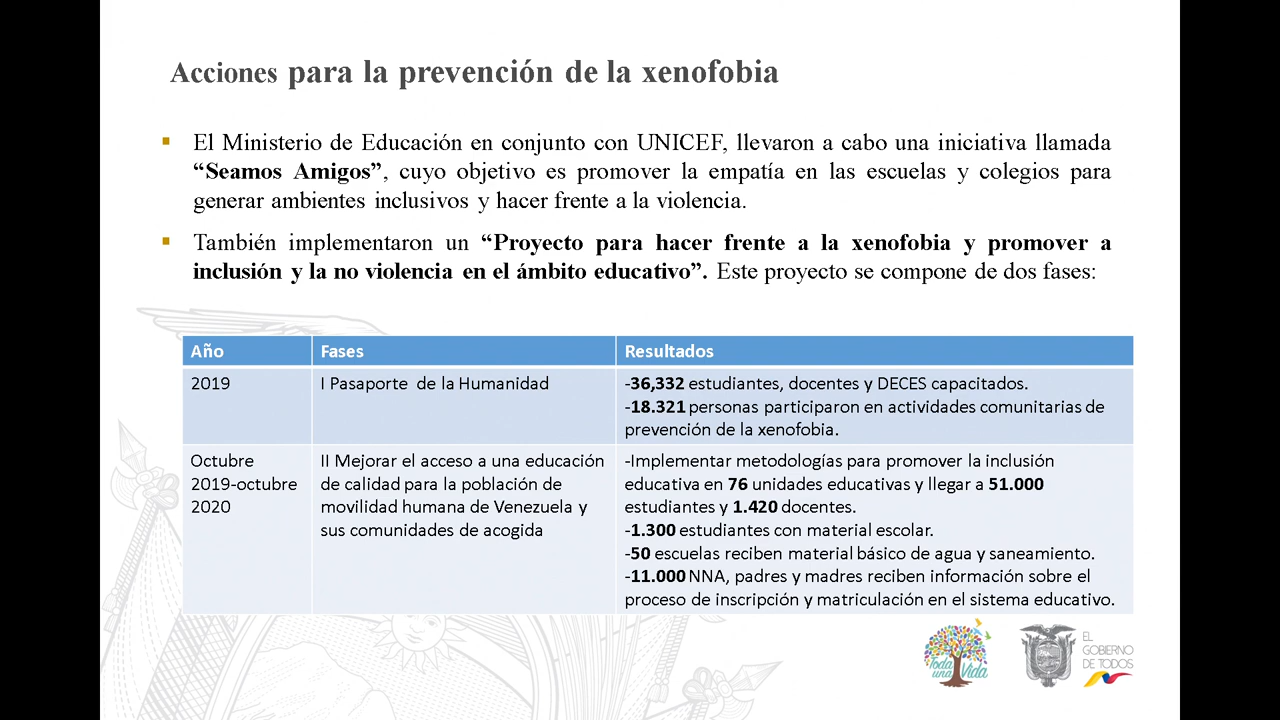 Acciones para la prevención de la xenofobia
▪ El Ministerio de Educación en conjunto con UNICEF, llevaron a cabo una iniciativa llamada
“Seamos Amigos”, cuyo objetivo es promover la empatía en las escuelas y colegios para
generar ambientes inclusivos y hacer frente a la violencia.
▪ También implementaron un “Proyecto para hacer frente a la xenofobia y promover a
inclusión y la no violencia en el ámbito educativo”. Este proyecto se compone de dos fases:
Año
Fases
Resultados
2019
I Pasaporte de la Humanidad
-36,332 estudiantes, docentes y DECES capacitados.
-18.321 personas participaron en actividades comunitarias de
prevención de la xenofobia.
Octubre
2019-octubre
2020
II Mejorar el acceso a una educación
de calidad para la población de
movilidad humana de Venezuela y
sus comunidades de acogida
-Implementar metodologías para promover la inclusión
educativa en 76 unidades educativas y llegar a 51.000
estudiantes y 1.420 docentes.
-1.300 estudiantes con material escolar.
-50 escuelas reciben material básico de agua y saneamiento.
-11.000 NNA, padres y madres reciben información sobre el
proceso de inscripción y matriculación en el sistema educativo.
Toda
una Vida
EL
GOBIERNO
DE TODOS